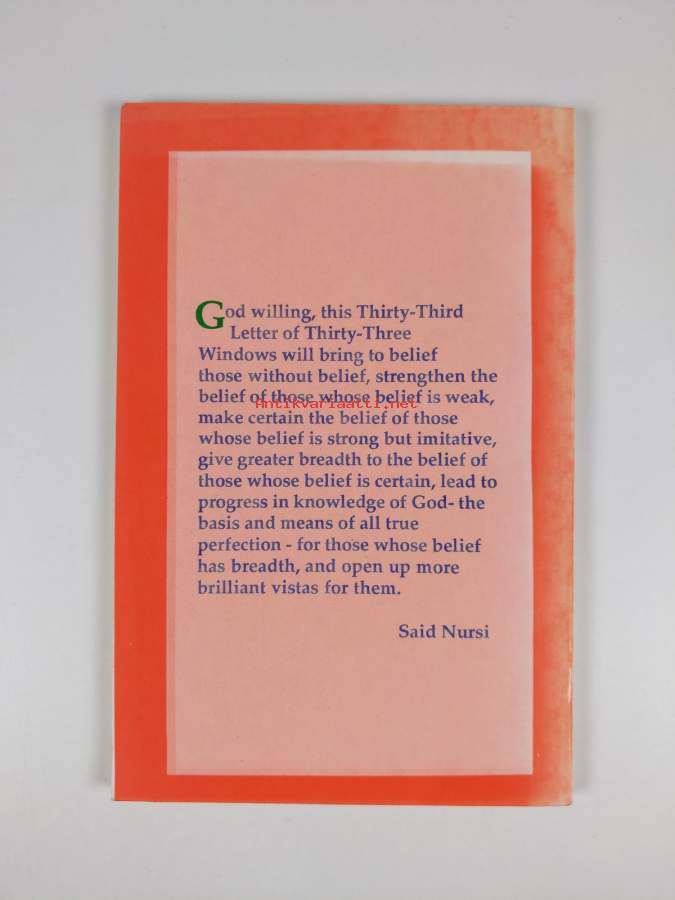 God willing, this Thirty-Third
Letter of Thirty-Three
Windows will bring to belief
those without belief, strengthen the
belief of those whose belief is weak,
Antikvariaatti.net
make certain the belief of those
whose belief is strong but imitative,
give greater breadth to the belief of
those whose belief is certain, lead to
progress in knowledge of God- the
basis and means of all true
perfection - for those whose belief
has breadth, and open up more
brilliant vistas for them.
Said Nursi